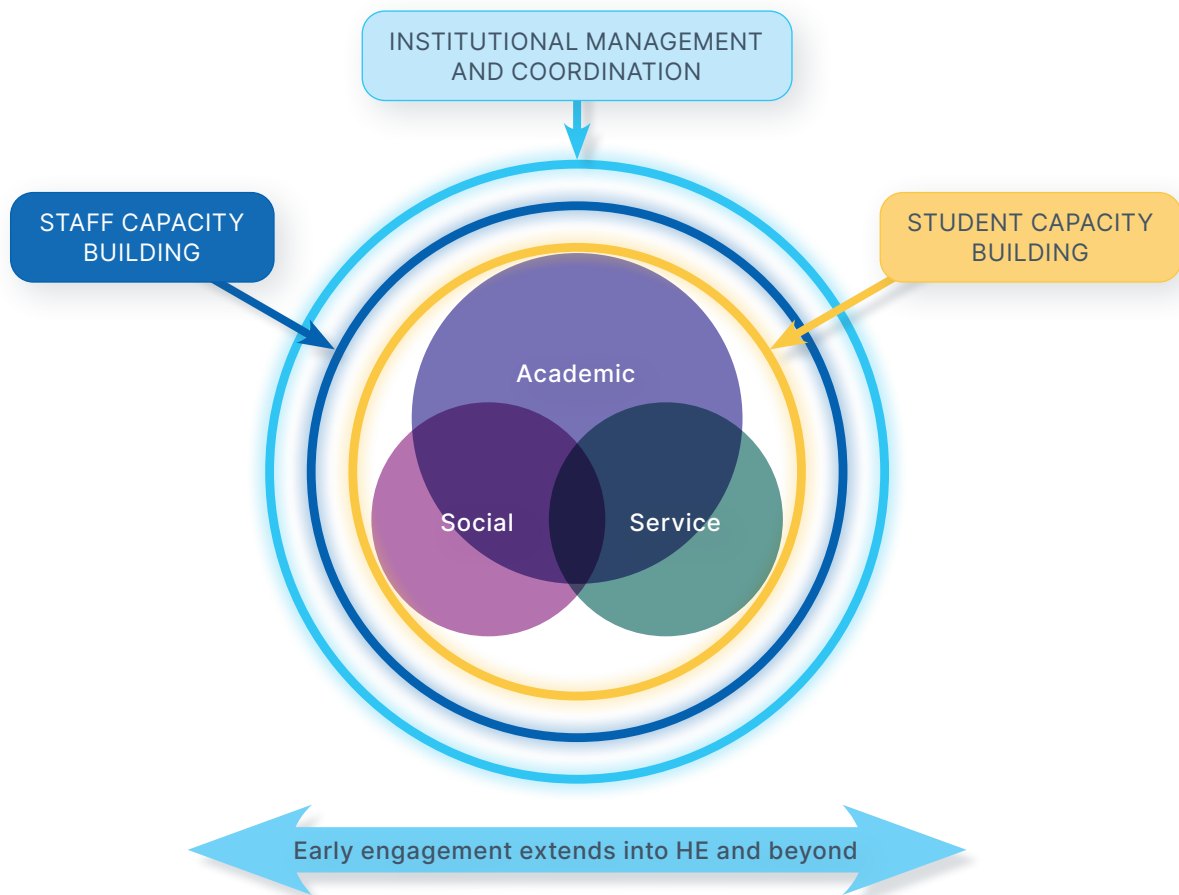 INSTITUTIONAL MANAGEMENT
AND COORDINATION
STAFF CAPACITY
BUILDING
STUDENT CAPACITY
BUILDING
Academic
Social
Service
Early engagement extends into HE and beyond